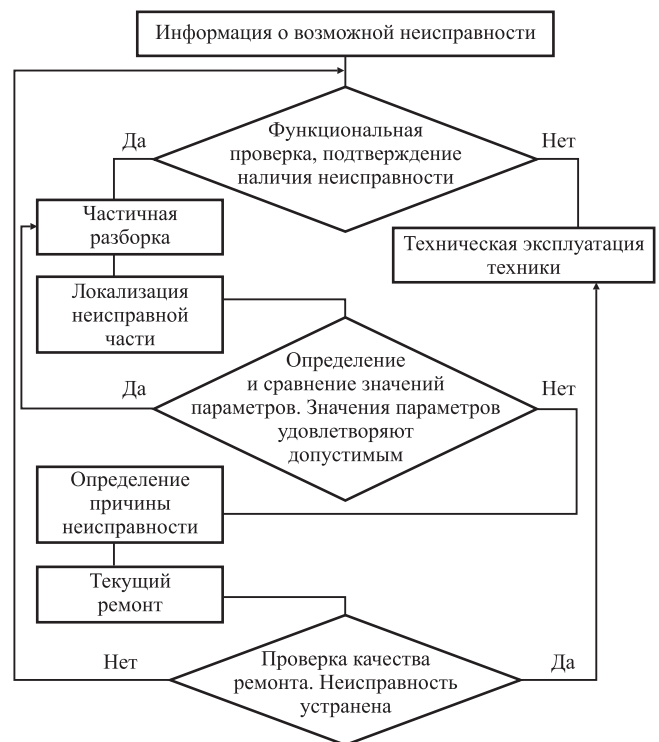 Информация о возможной неисправности
Функциональная
проверка, подтверждение
наличия неисправности
Да
Нет
Частичная
разборка
Техническая эксплуатация
техники
Локализация
неисправной
части
Определение
и сравнение значений
параметров. Значения параметров
удовлетворяют
допустимым
Да
Нет
Определение
причины
неисправности
Текущий
ремонт
Проверка качества
ремонта. Неисправность
устранена
Нет
Да